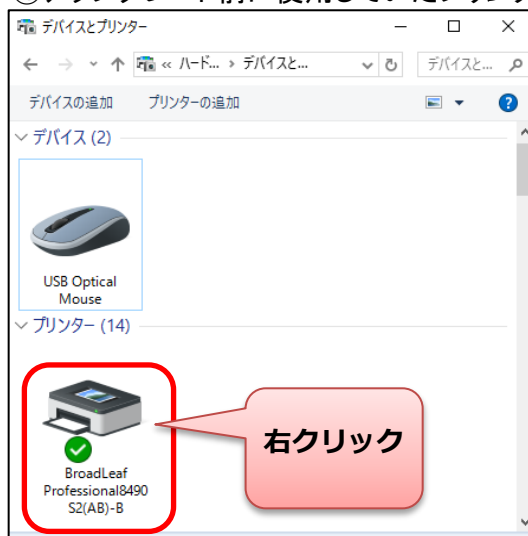 デバイスとプリンター
« ハード... › デバイスと...
デバイスと...
デバイスの追加 プリンターの追加
デバイス (2)
USB Optical
Mouse
プリンター (14)
右クリック
BroadLeaf
Professional8490
S2(AB)-B